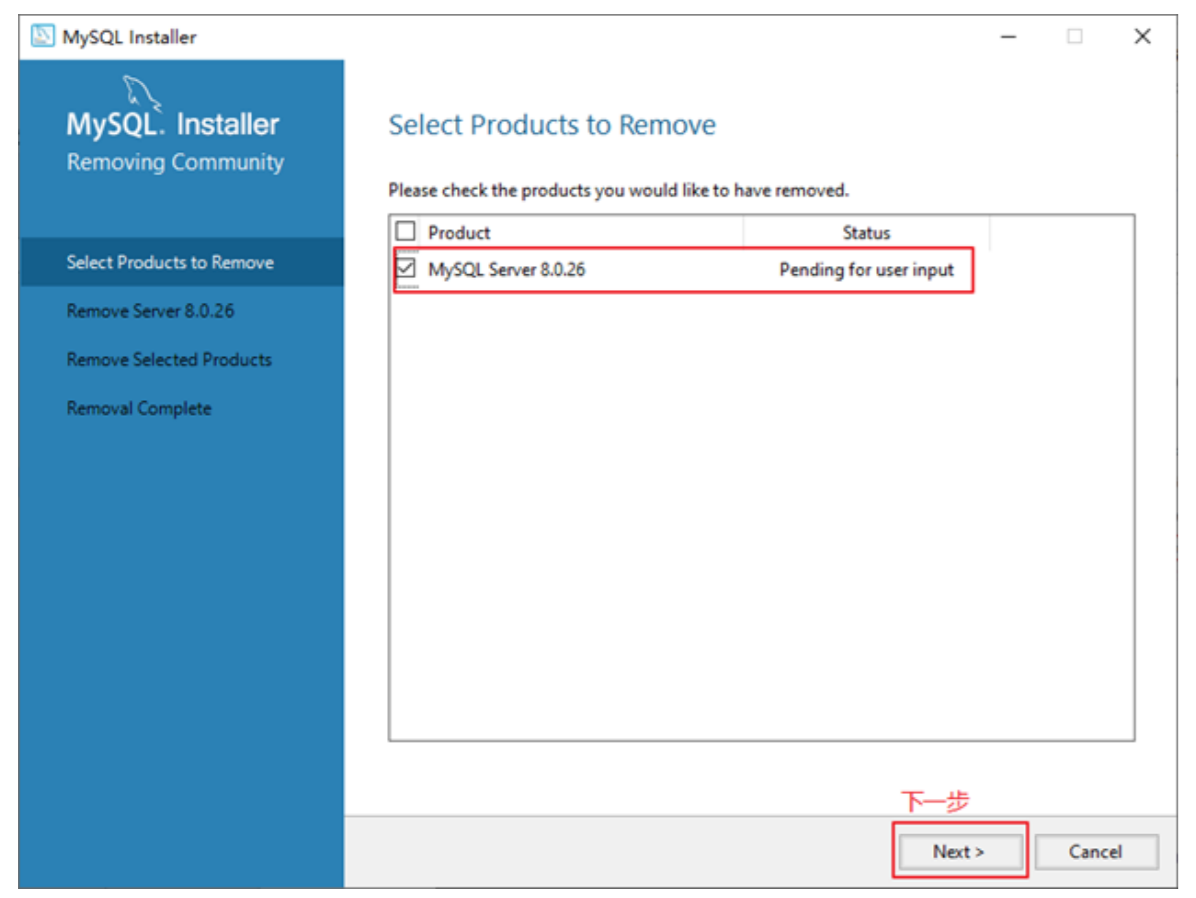 MySQL Installer
MySQL. Installer
Removing Community
Select Products to Remove
Remove Server 8.0.26
Remove Selected Products
Removal Complete
Select Products to Remove
Please check the products you would like to have removed.
Product Status
MySQL Server 8.0.26 Pending for user input
下一步
Next > Cancel